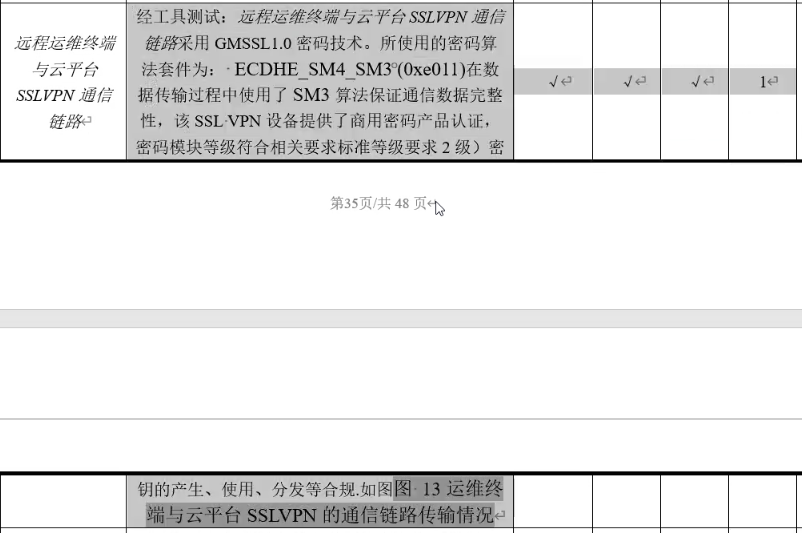 远程运维终端
与云平台
SSLVPN 通信
链路
经工具测试：远程运维终端与云平台 SSLVPN 通信
链路采用 GMSSL1.0 密码技术。所使用的密码算
法套件为： ECDHE_SM4_SM3 (0xe011)在数
据传输过程中使用了 SM3 算法保证通信数据完整
性，该 SSL VPN 设备提供了商用密码产品认证，
密码模块等级符合相关要求标准等级要求 2 级）密
√
√
√
1
第35页/共 48 页
钥的产生、使用、分发等合规.如图图 13 运维终
端与云平台 SSLVPN 的通信链路传输情况